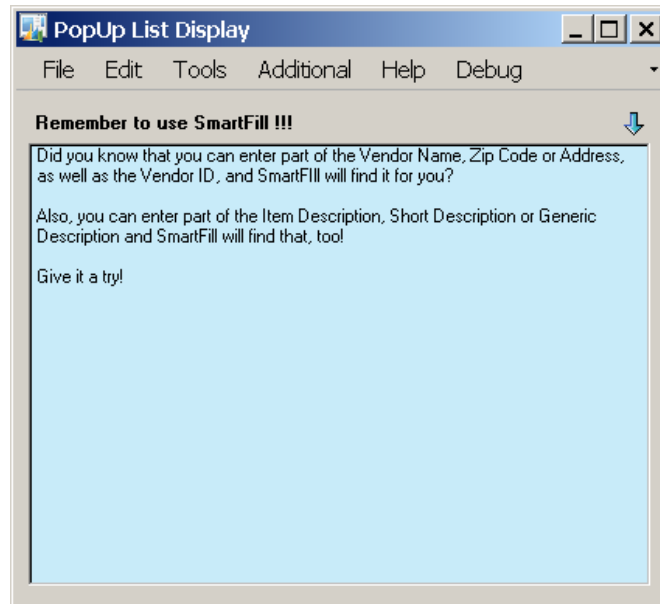 PopUp List Display
File Edit Tools Additional Help Debug
Remember to use SmartFill !!!
Did you know that you can enter part of the Vendor Name, Zip Code or Address,
as well as the Vendor ID, and SmartFIll will find it for you?
Also, you can enter part of the Item Description, Short Description or Generic
Description and SmartFill will find that, too!
Give it a try!